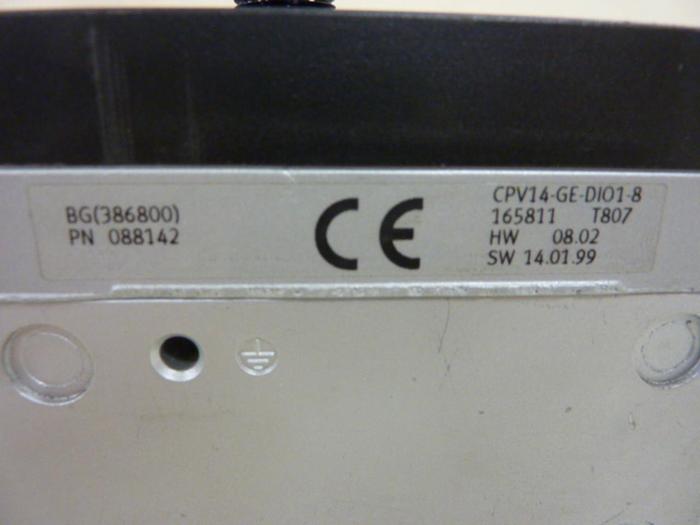 BG(386800)
PN 088142
CE
CPV14-GE-DIO1-8
165811 T807
HW 08.02
SW 14.01.99